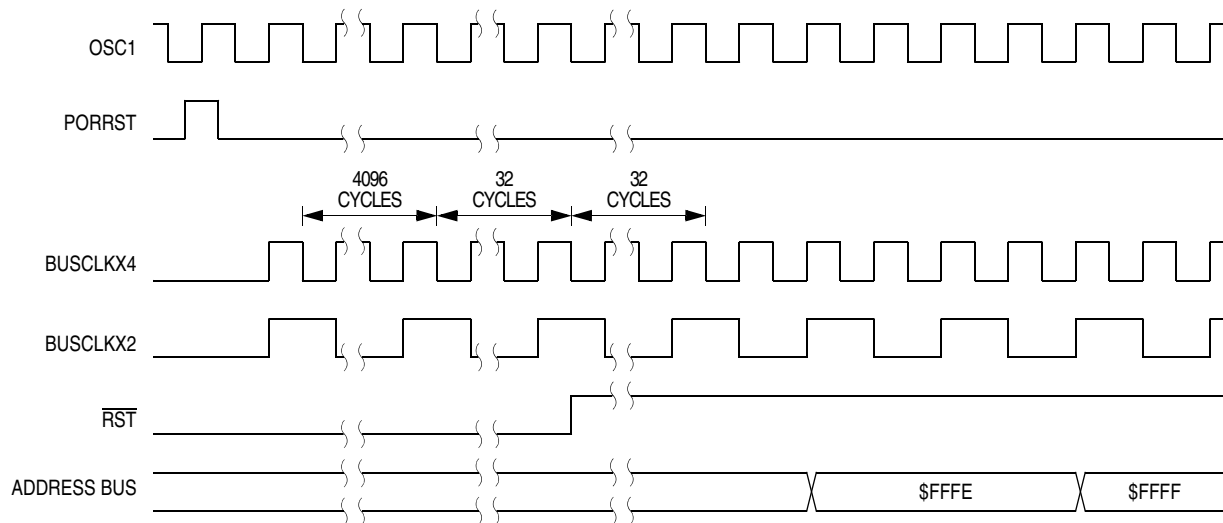 OSC1
PORRST
4096
CYCLES
32
CYCLES
32
CYCLES
BUSCLKX4
BUSCLKX2
RST
ADDRESS BUS
$FFFE
$FFFF